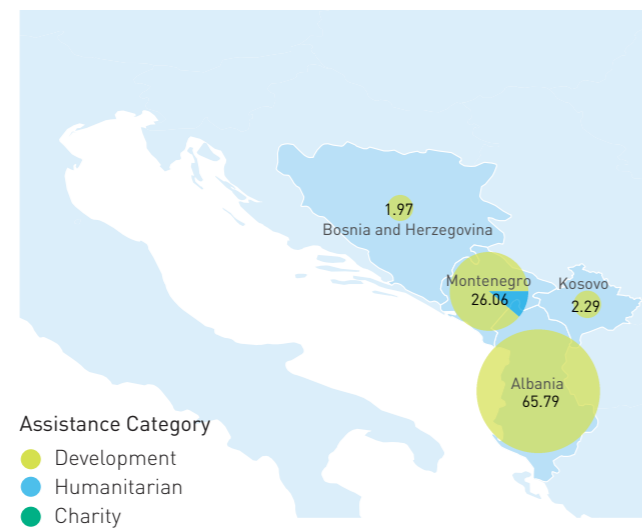 1.97
Bosnia and Herzegovina
Montenegro
26.06
Kosovo
2.29
Albania
65.79
Assistance Category
Development
Humanitarian
Charity